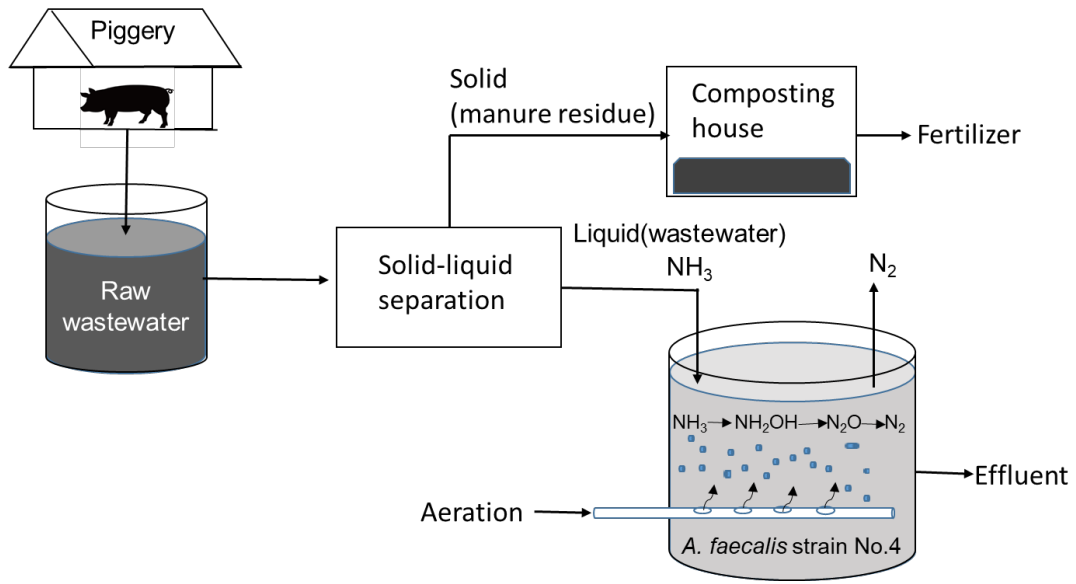 Piggery
Raw
wastewater
Solid-liquid
separation
Solid
(manure residue)
Composting
house
Fertilizer
Liquid(wastewater)
NH₃
N₂
NH₃→NH₂OH→N₂O→N₂
Effluent
Aeration
A. faecalis strain No.4